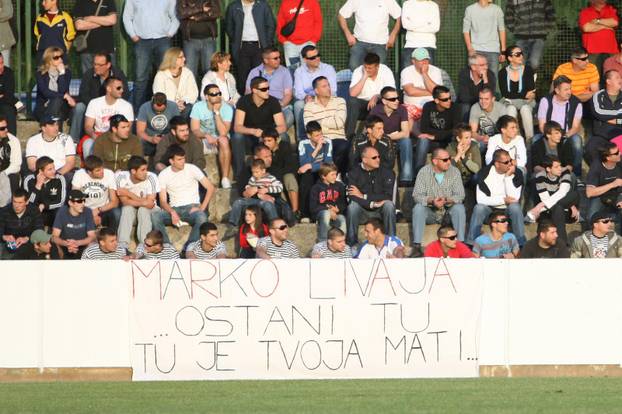 MARKO LIVAJA
...OSTANI TU
TU JE TVOJA MATI...